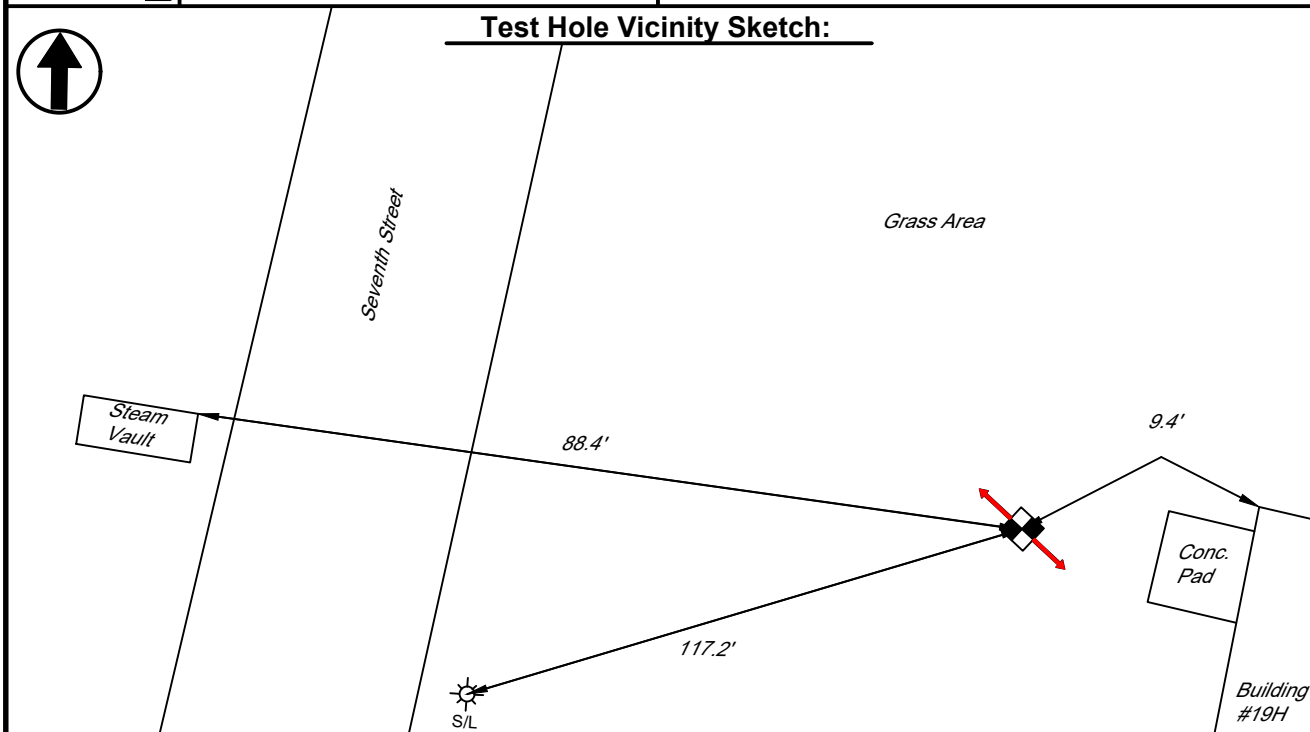 Test Hole Vicinity Sketch:
Seventh Street
Grass Area
Steam
Vault
88.4'
9.4'
Conc.
Pad
117.2'
S/L
Building
#19H